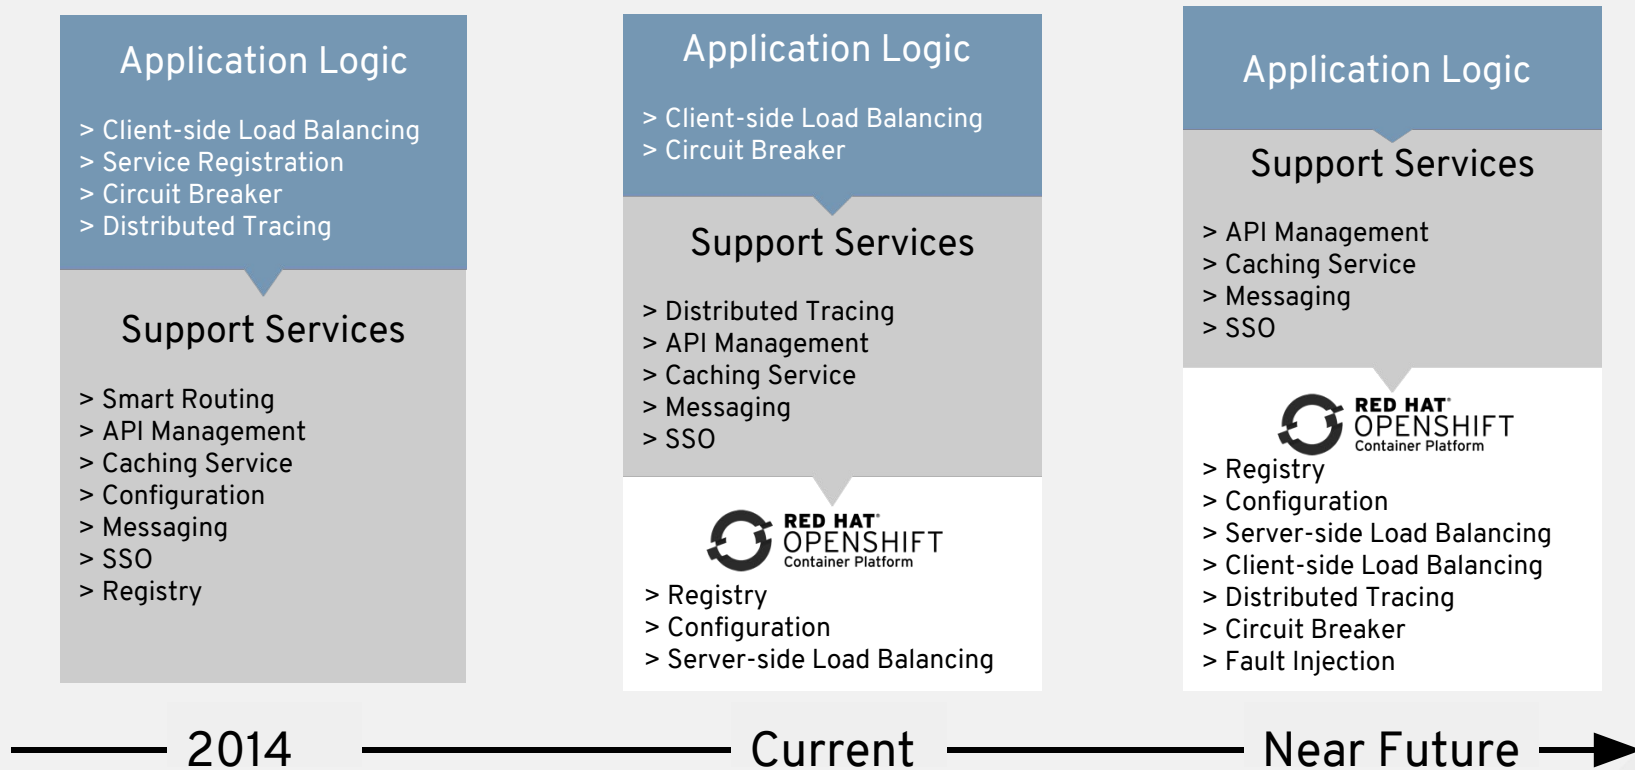 Application Logic
> Client-side Load Balancing
> Service Registration
> Circuit Breaker
> Distributed Tracing
Support Services
> Smart Routing
> API Management
> Caching Service
> Configuration
> Messaging
> SSO
> Registry
2014
Application Logic
> Client-side Load Balancing
> Circuit Breaker
Support Services
> Distributed Tracing
> API Management
> Caching Service
> Messaging
> SSO
RED HAT®
OPENSHIFT
Container Platform
> Registry
> Configuration
> Server-side Load Balancing
Current
Application Logic
Support Services
> API Management
> Caching Service
> Messaging
> SSO
RED HAT®
OPENSHIFT
Container Platform
> Registry
> Configuration
> Server-side Load Balancing
> Client-side Load Balancing
> Distributed Tracing
> Circuit Breaker
> Fault Injection
Near Future